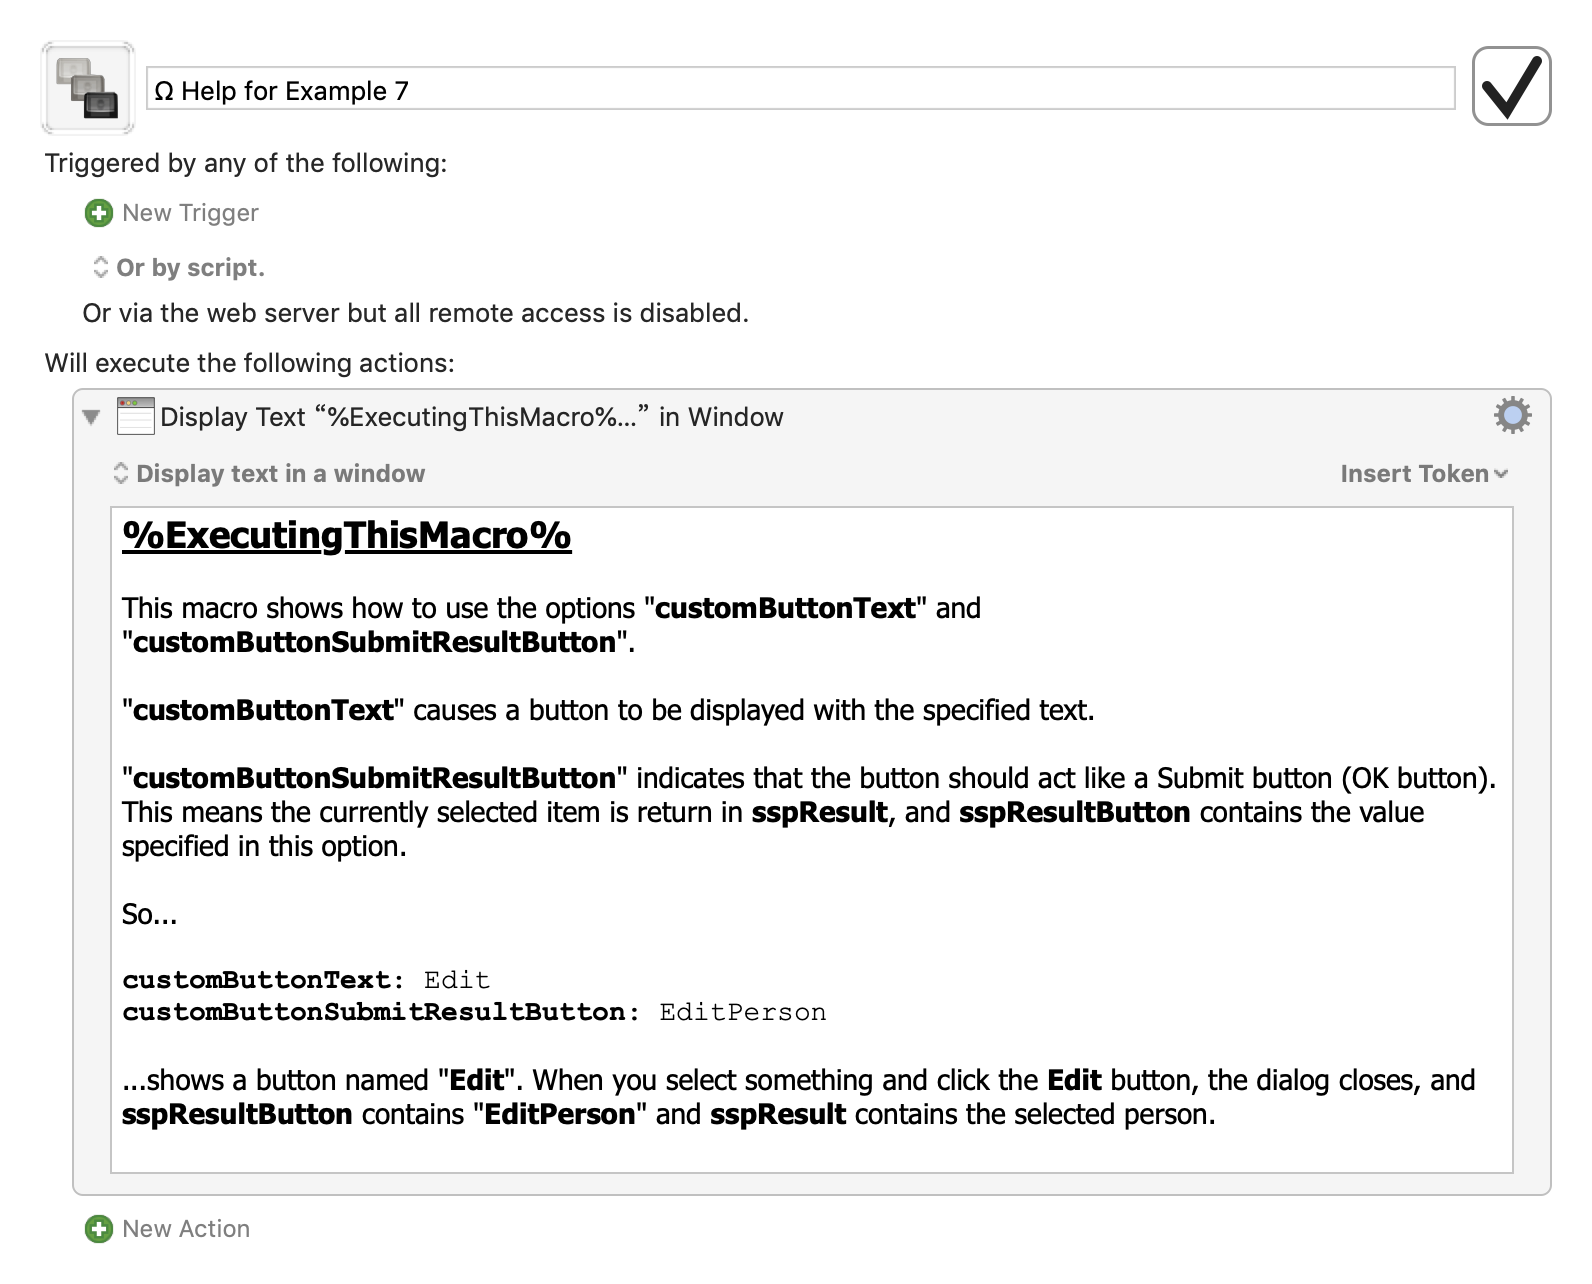 Ω Help for Example 7
Triggered by any of the following:
New Trigger
Or by script.
Or via the web server but all remote access is disabled.
Will execute the following actions:
Display Text “%ExecutingThisMacro%...” in Window
Display text in a window
Insert Token
%ExecutingThisMacro%
This macro shows how to use the options "customButtonText" and
"customButtonSubmitResultButton".
"customButtonText" causes a button to be displayed with the specified text.
"customButtonSubmitResultButton" indicates that the button should act like a Submit button (OK button).
This means the currently selected item is return in sspResult, and sspResultButton contains the value
specified in this option.
So...
customButtonText: Edit
customButtonSubmitResultButton: EditPerson
...shows a button named "Edit". When you select something and click the Edit button, the dialog closes, and
sspResultButton contains "EditPerson" and sspResult contains the selected person.
New Action